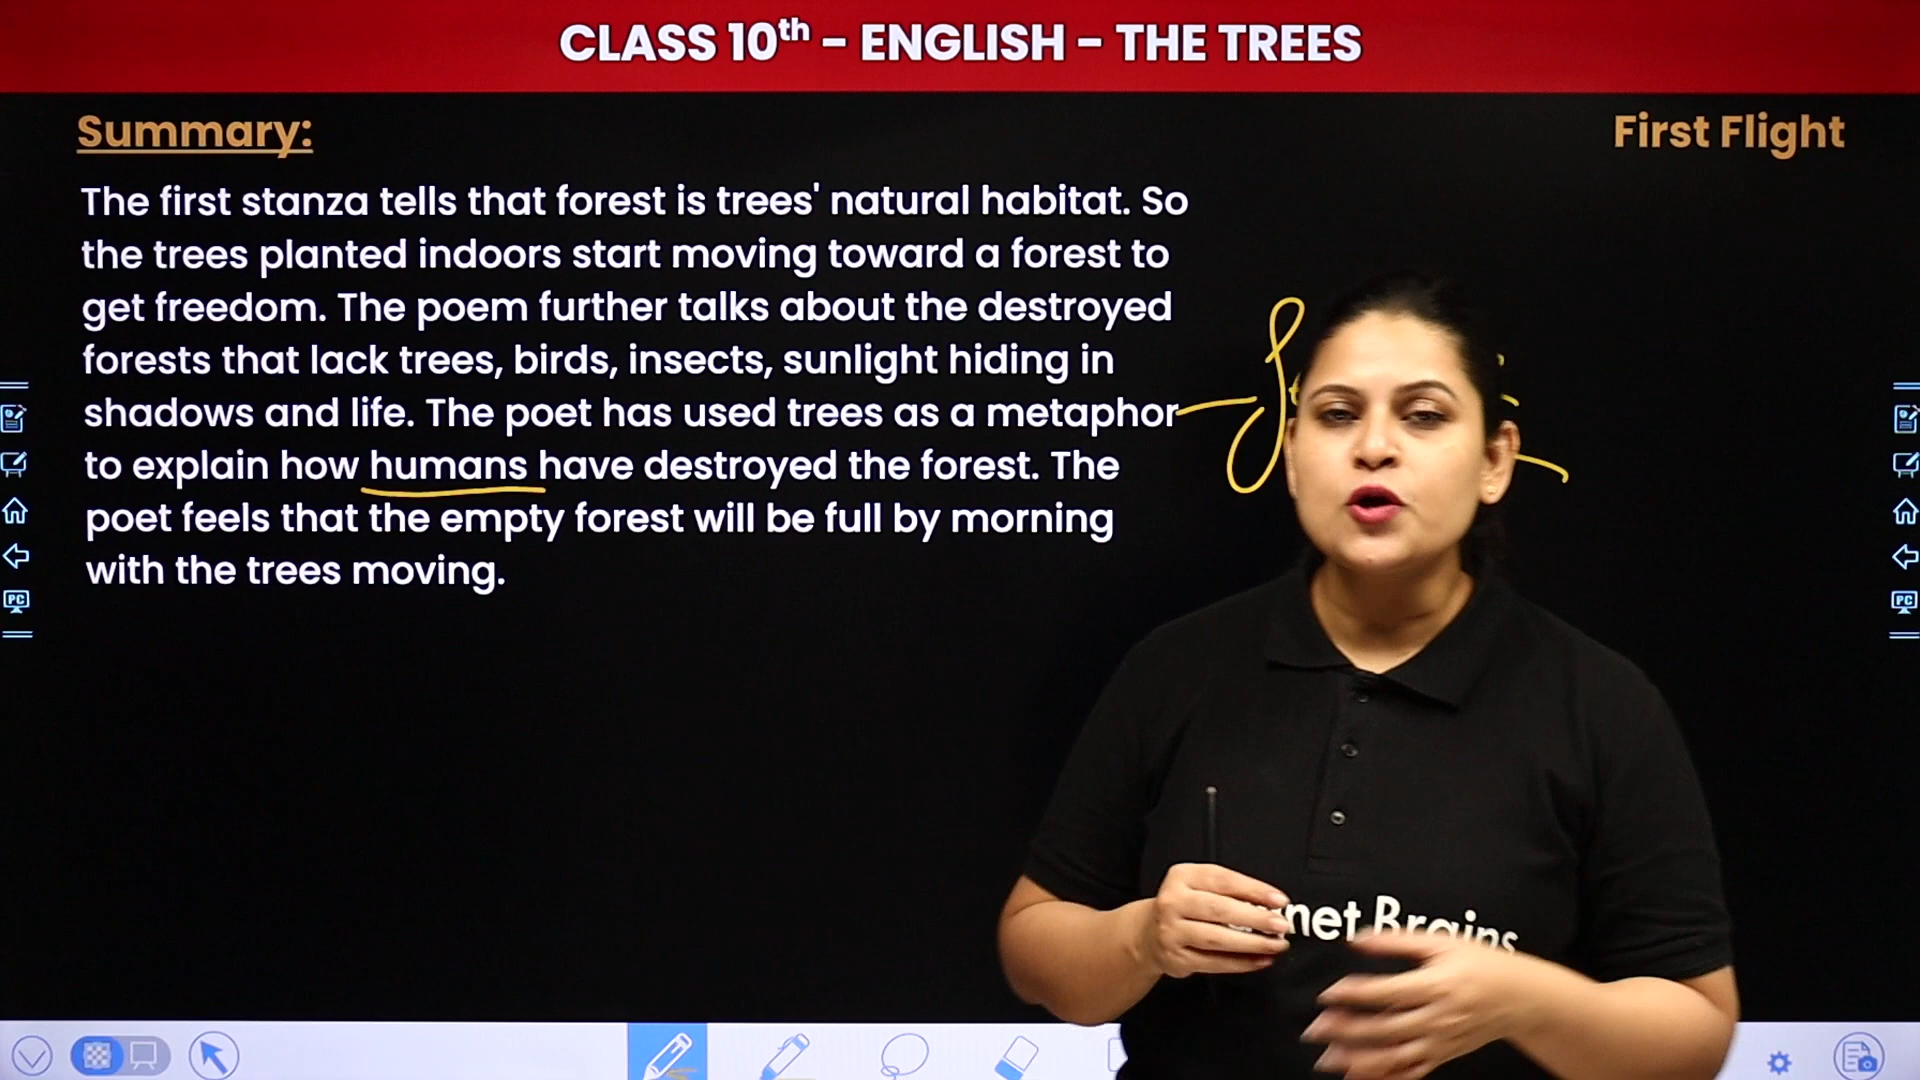 CLASS 10th - ENGLISH - THE TREES
Summary:
First Flight
The first stanza tells that forest is trees' natural habitat. So
the trees planted indoors start moving toward a forest to
get freedom. The poem further talks about the destroyed
forests that lack trees, birds, insects, sunlight hiding in
shadows and life. The poet has used trees as a metaphor
to explain how humans have destroyed the forest. The
poet feels that the empty forest will be full by morning
with the trees moving.
PC
PC
Brains